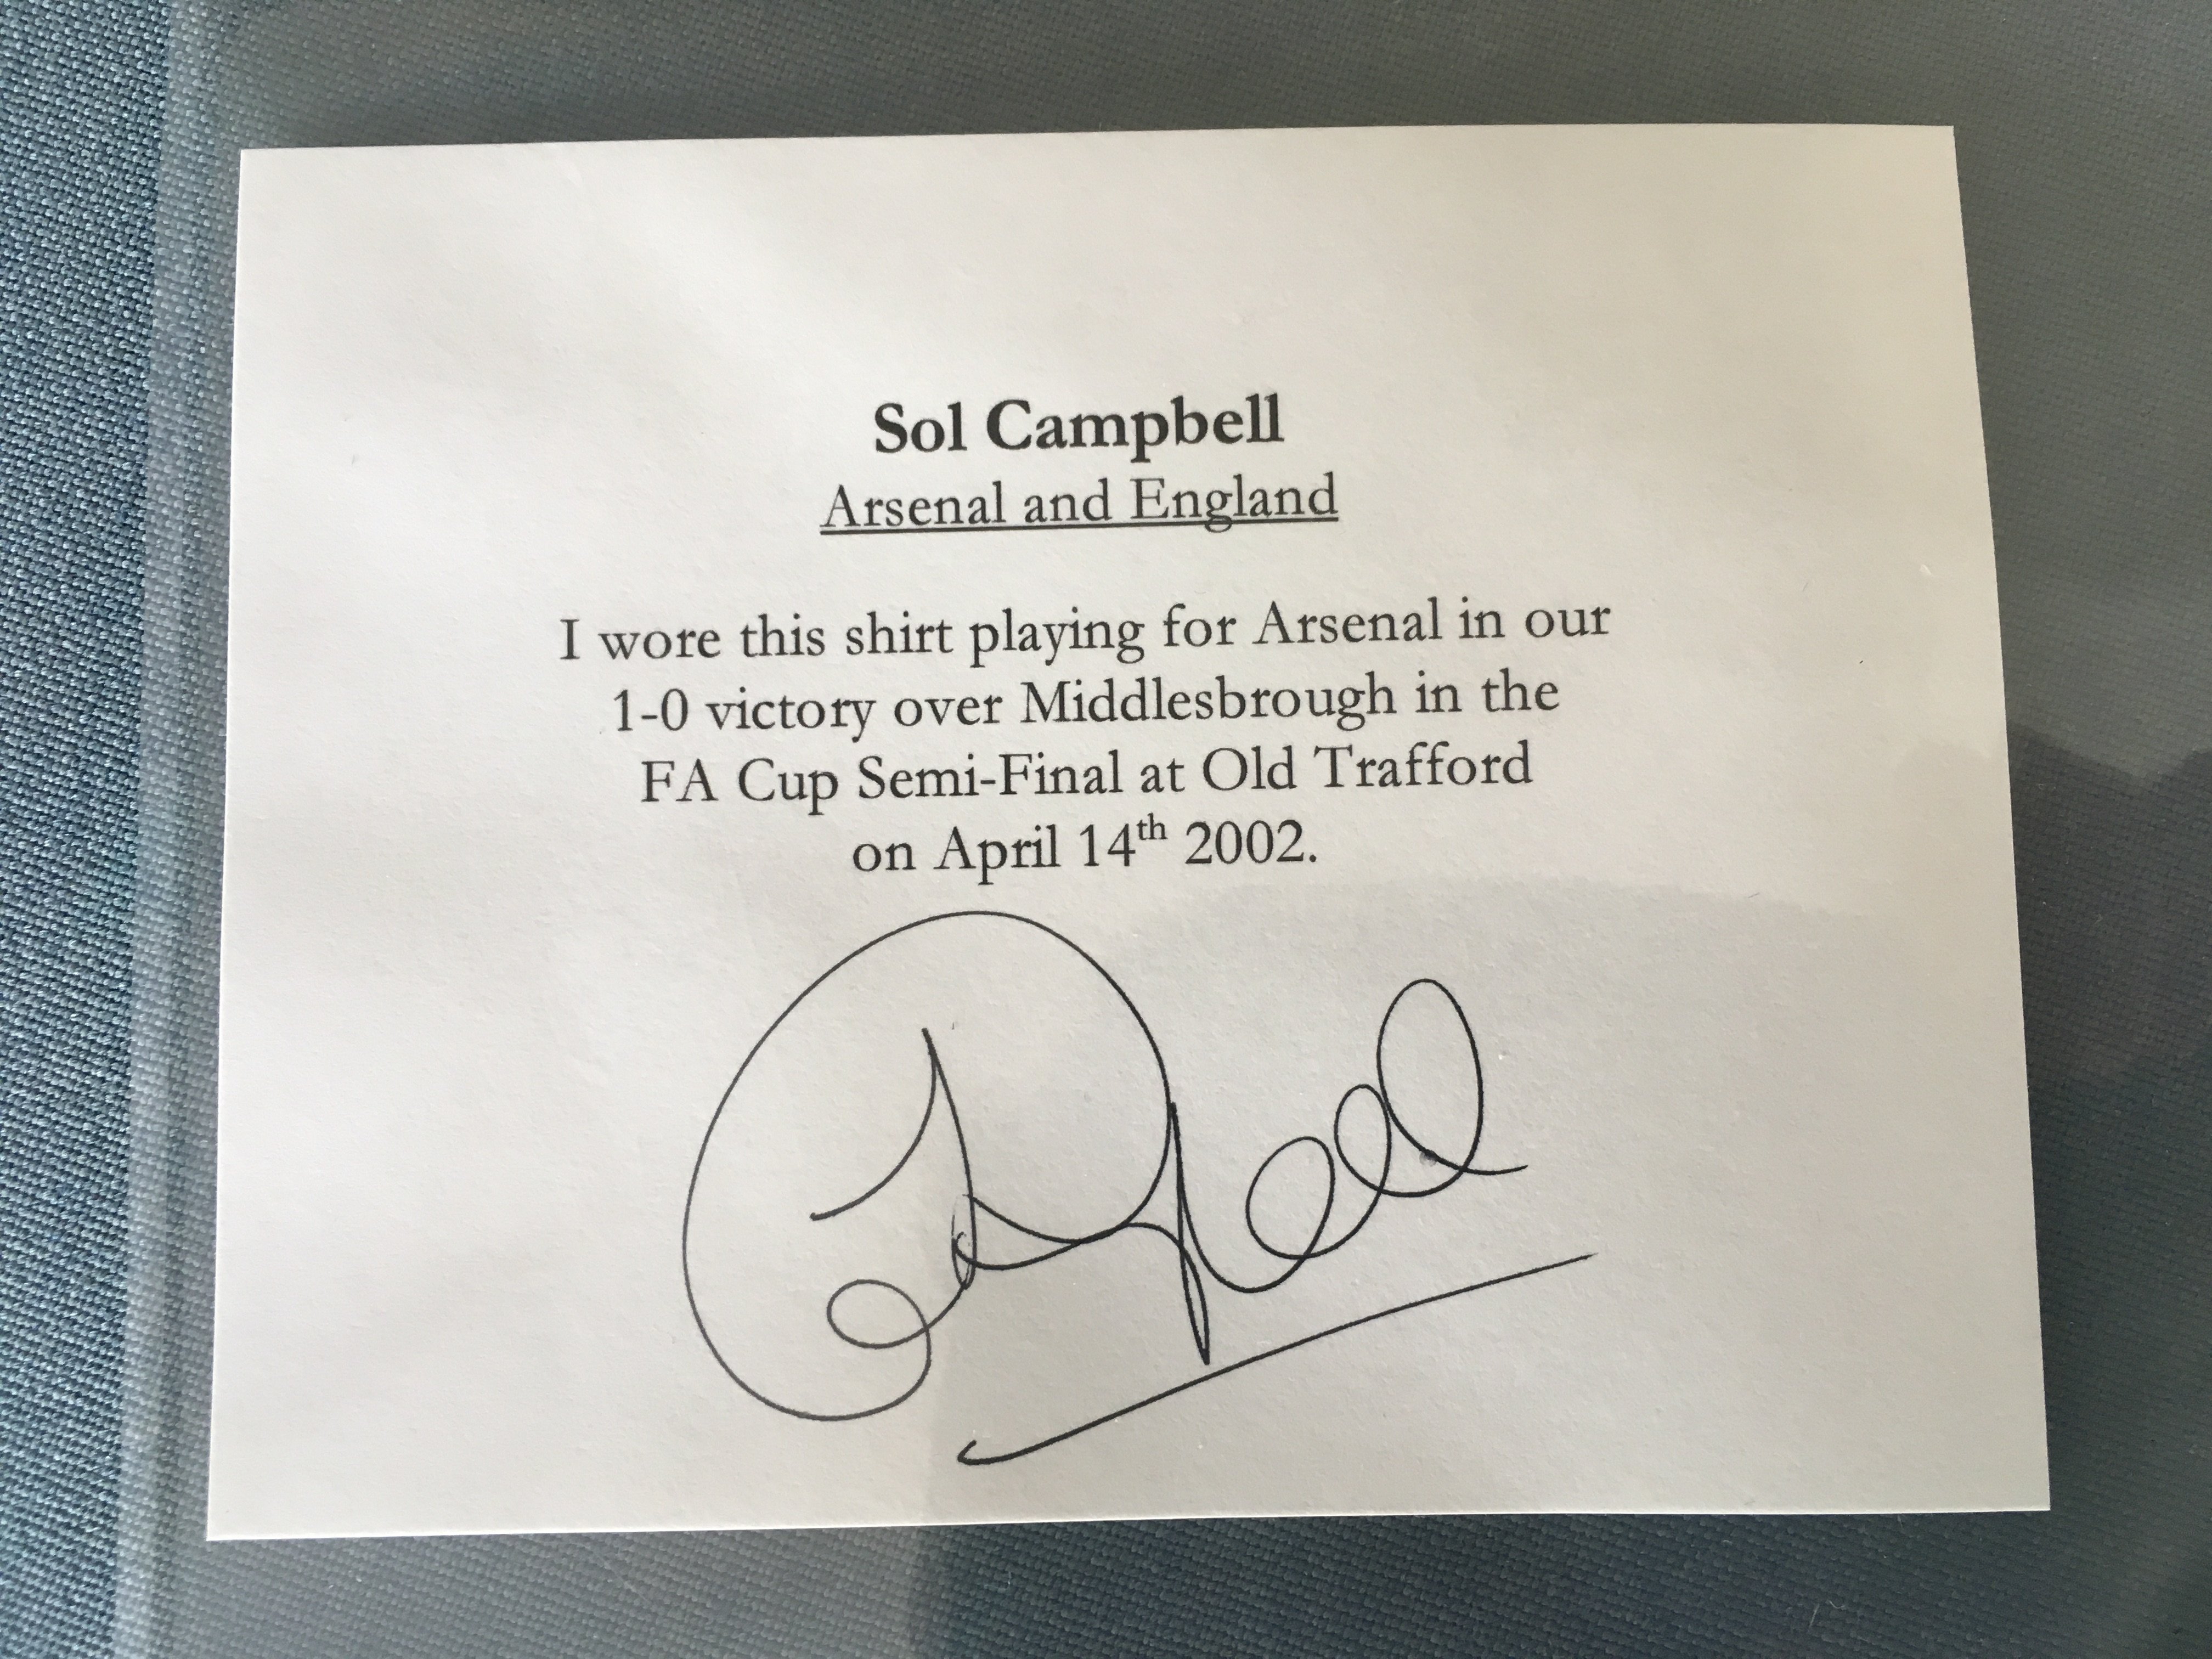 Sol Campbell
Arsenal and England
I wore this shirt playing for Arsenal in our
1-0 victory over Middlesbrough in the
FA Cup Semi-Final at Old Trafford
on April 14th 2002.